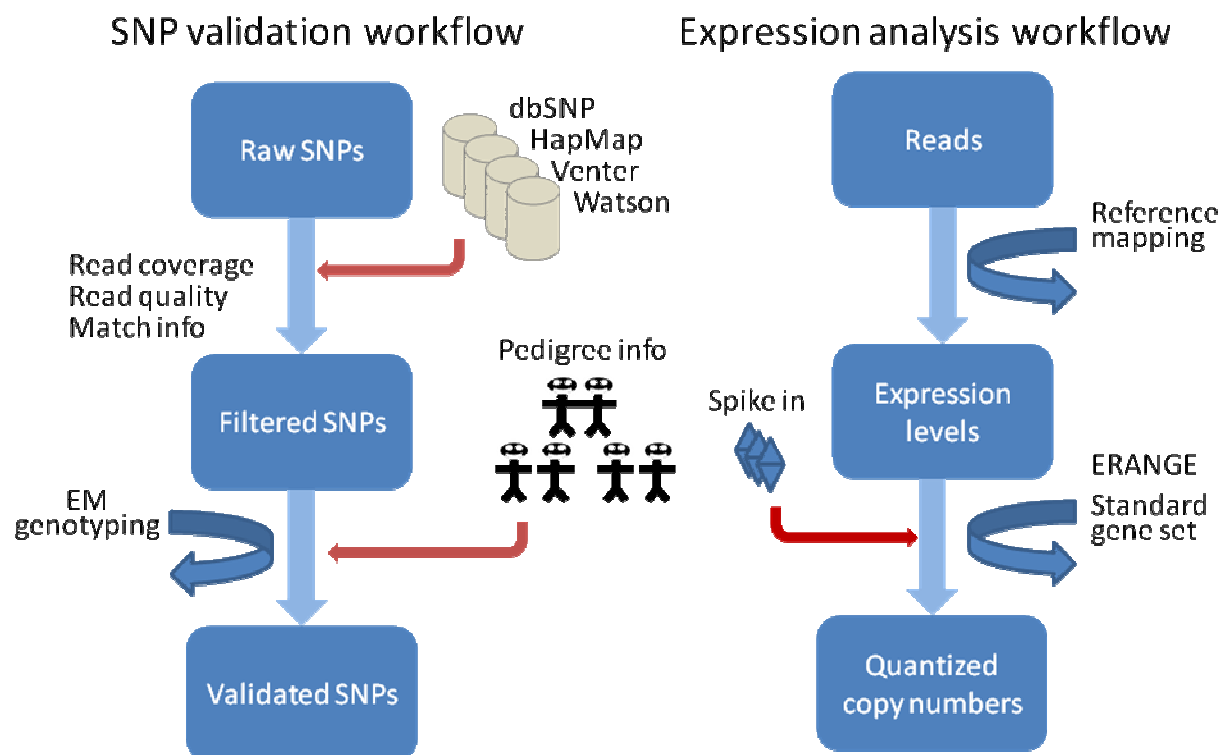 SNP validation workflow
Raw SNPs
dbSNP
HapMap
Venter
Watson
Read coverage
Read quality
Match info
Filtered SNPs
Pedigree info
EM
genotyping
Validated SNPs
Expression analysis workflow
Reads
Reference
mapping
Expression
levels
Spike in
ERANGE
Standard
gene set
Quantized
copy numbers